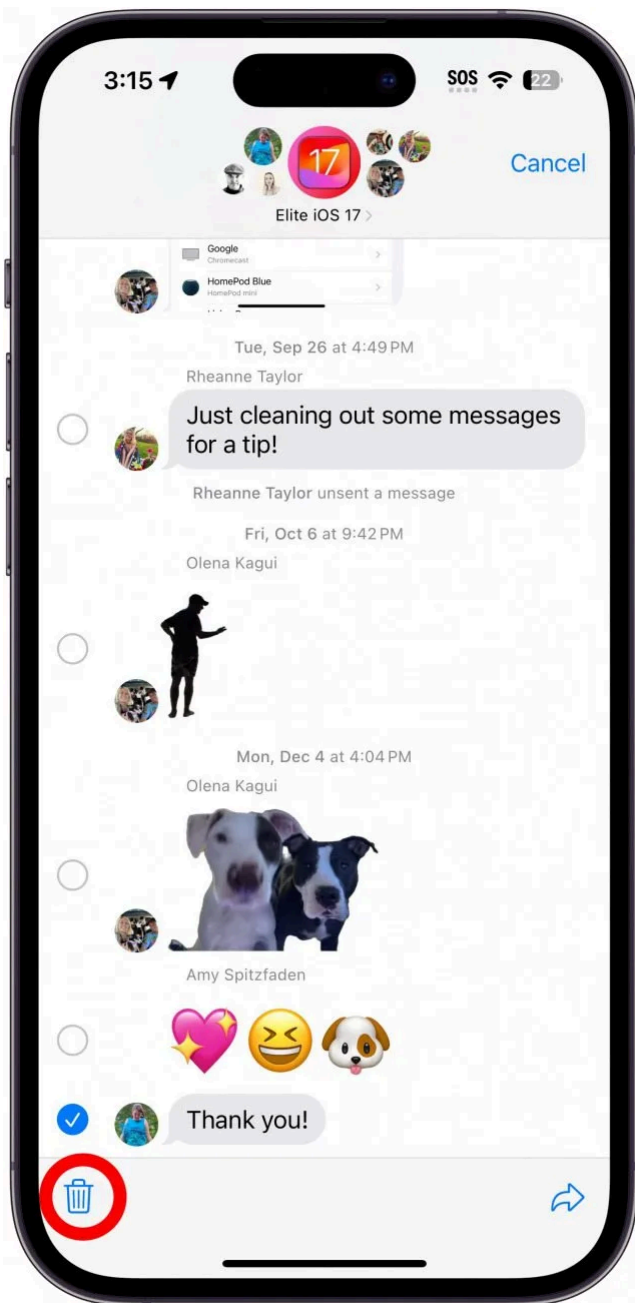 3:15
SOS
22
17
Cancel
Elite iOS 17
Google
Chromecast
HomePod Blue
HomePod mini
Tue, Sep 26 at 4:49 PM
Rheanne Taylor
Just cleaning out some messages
for a tip!
Rheanne Taylor unsent a message
Fri, Oct 6 at 9:42 PM
Olena Kagui
Mon, Dec 4 at 4:04 PM
Olena Kagui
Amy Spitzfaden
Thank you!